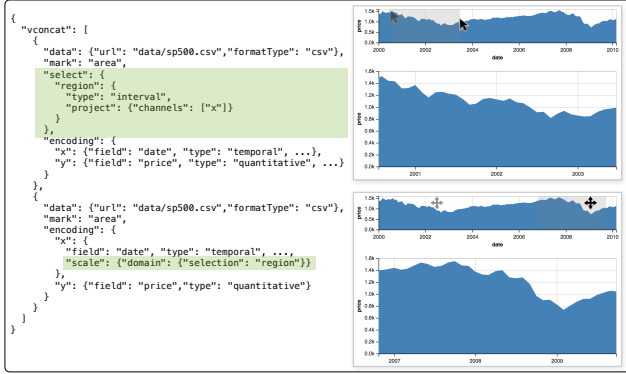 {
  "vconcat": [
    {
      "data": {"url": "data/sp500.csv","formatType": "csv"},
      "mark": "area",
      "select": {
        "region": {
          "type": "interval",
          "project": {"channels": ["x"]}
        }
      },
      "encoding": {
        "x": {"field": "date", "type": "temporal", ...},
        "y": {"field": "price", "type": "quantitative", ...}
      }
    },
    {
      "data": {"url": "data/sp500.csv","formatType": "csv"},
      "mark": "area",
      "encoding": {
        "x": {
          "field": "date", "type": "temporal", ...,
          "scale": {"domain": {"selection": "region"}}
        },
        "y": {"field": "price","type": "quantitative"}
      }
    }
  ]
}
price
1.5k
1.0k
0.5k
0.0k
2000 2002 2004 2006 2008 2010
date
price
1.6k
1.4k
1.2k
1.0k
0.8k
0.6k
0.4k
0.2k
0.0k
2001 2002 2003
price
1.5k
1.0k
0.5k
0.0k
2000 2002 2004 2006 2008 2010
date
price
1.6k
1.4k
1.2k
1.0k
0.8k
0.6k
0.4k
0.2k
0.0k
2007 2008 2009